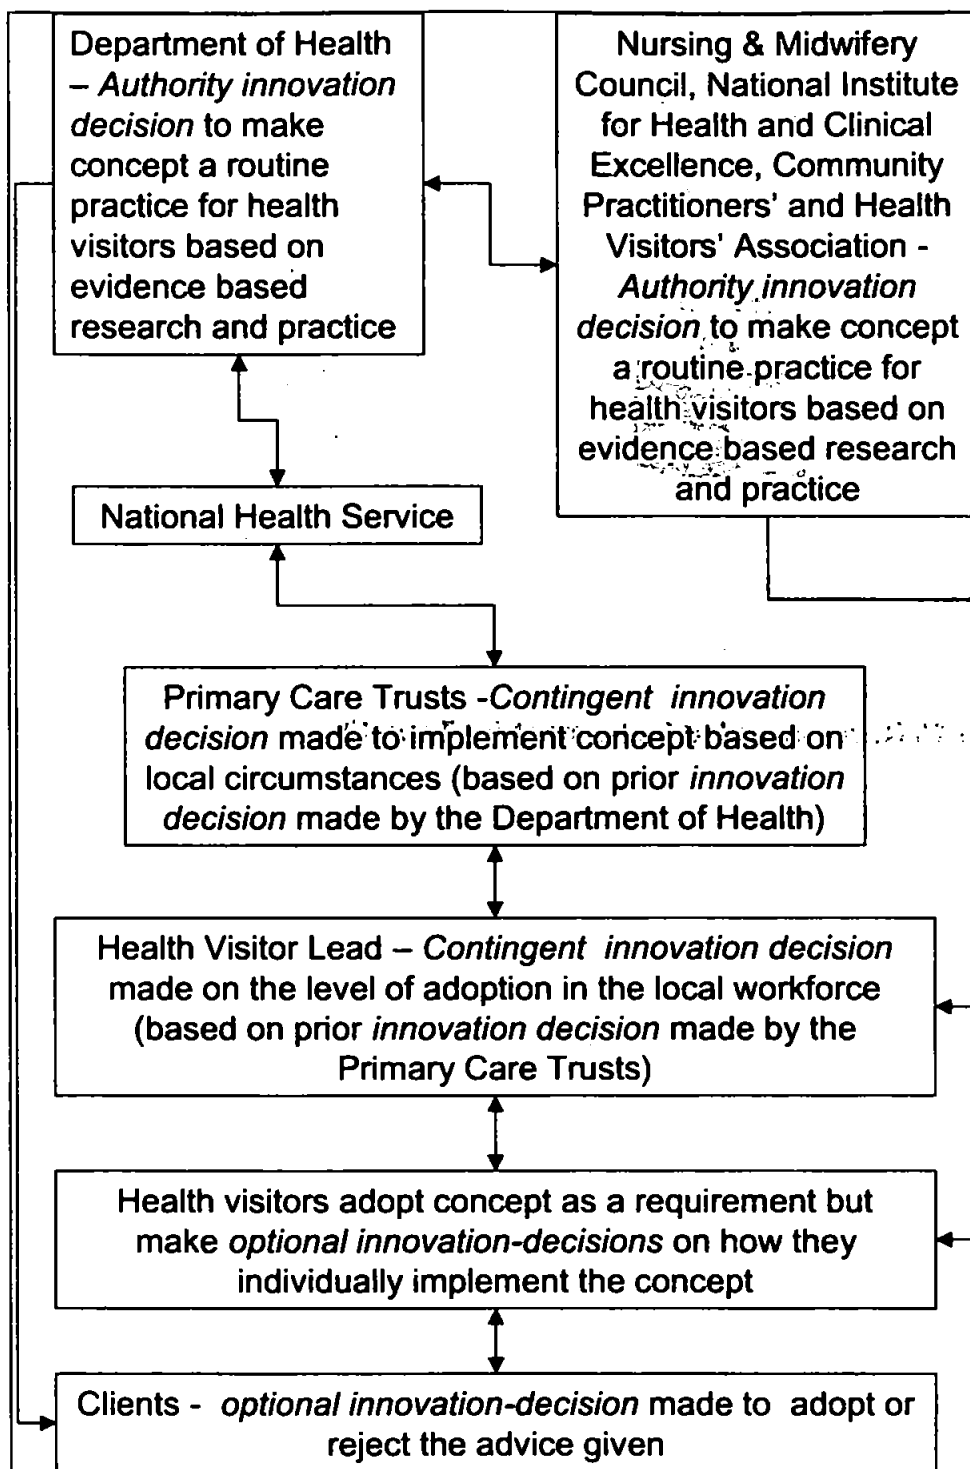 Department of Health
– Authority innovation
decision to make
concept a routine
practice for health
visitors based on
evidence based
research and practice
Nursing & Midwifery
Council, National Institute
for Health and Clinical
Excellence, Community
Practitioners' and Health
Visitors' Association -
Authority innovation
decision to make concept
a routine practice for
health visitors based on
evidence based research
and practice
National Health Service
Primary Care Trusts -Contingent innovation
decision made to implement concept based on
local circumstances (based on prior innovation
decision made by the Department of Health)
Health Visitor Lead – Contingent innovation decision
made on the level of adoption in the local workforce
(based on prior innovation decision made by the
Primary Care Trusts)
Health visitors adopt concept as a requirement but
make optional innovation-decisions on how they
individually implement the concept
Clients - optional innovation-decision made to adopt or
reject the advice given